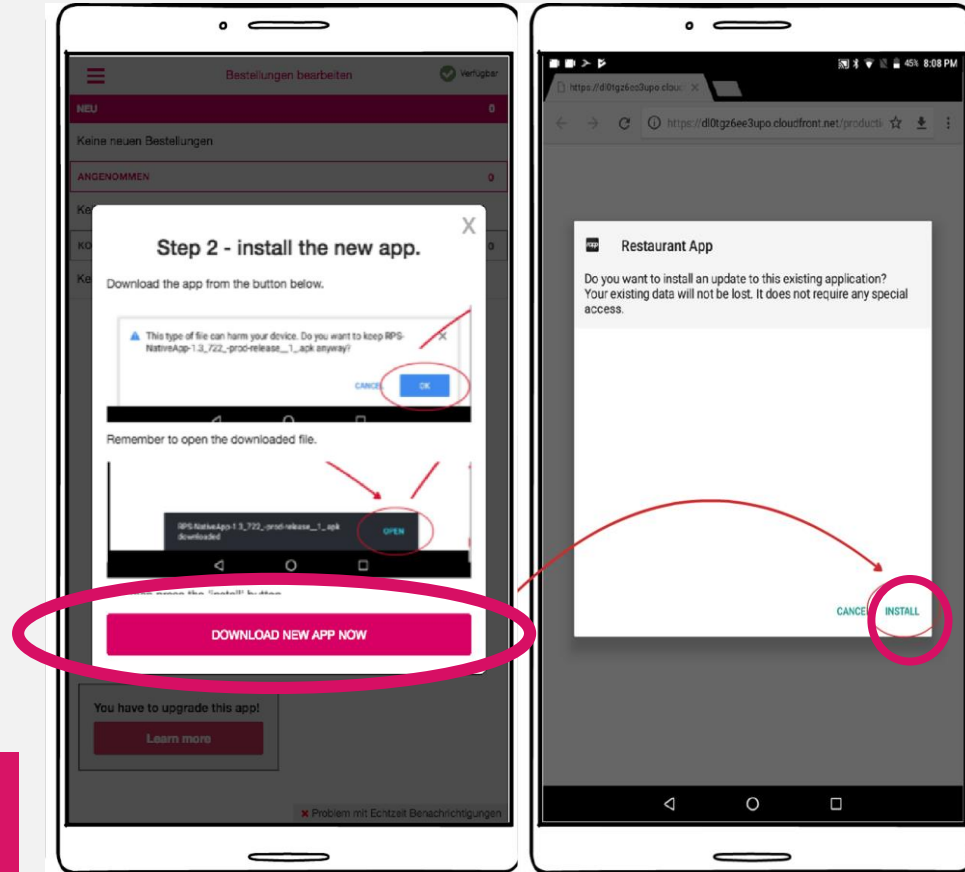 Bestellungen bearbeiten
Verfügbar
NEU 0
Keine neuen Bestellungen
ANGENOMMEN 0
0
X
Step 2 - install the new app.
Download the app from the button below.
This type of file can harm your device. Do you want to keep RPS-
NativeApp-1.3_722_-prod-release__1_.apk anyway?
CANCEL OK
Remember to open the downloaded file.
RPS-NativeApp-1.3_722_-prod-release__1_.apk
downloaded
OPEN
press the 'install' button
DOWNLOAD NEW APP NOW
You have to upgrade this app!
Learn more
Problem mit Echtzeit Benachrichtigungen
45% 8:08 PM
https://dl0tgz6ee3upo.cloud
https://dl0tgz6ee3upo.cloudfront.net/producti
Restaurant App
Do you want to install an update to this existing application?
Your existing data will not be lost. It does not require any special
access.
CANCEL INSTALL